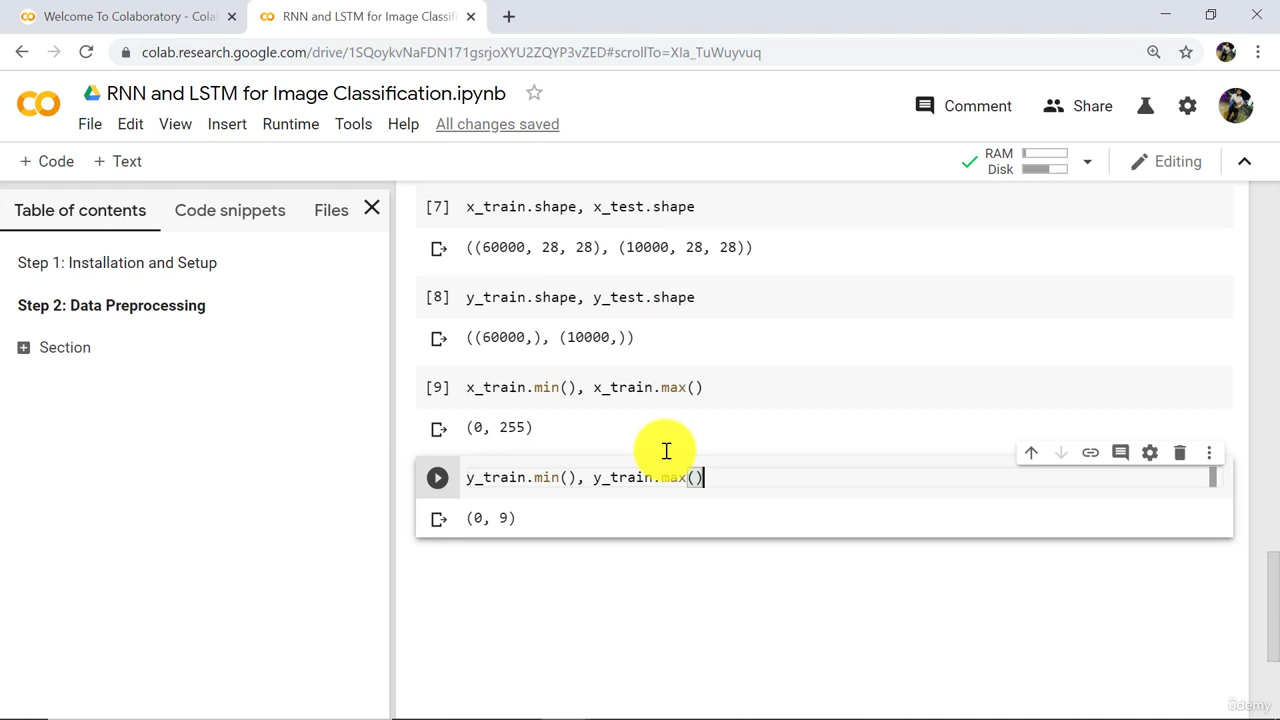 Welcome To Colaboratory - Cola
RNN and LSTM for Image Classifi
colab.research.google.com/drive/1SQoykvNaFDN171gsrjoXYU2ZQYP3vZED#scrollTo=XIa_TuWuyvuq
RNN and LSTM for Image Classification.ipynb
Comment
Share
File Edit View Insert Runtime Tools Help All changes saved
+ Code + Text
RAM
Disk
Editing
Table of contents Code snippets Files
Step 1: Installation and Setup
Step 2: Data Preprocessing
Section
[7] x_train.shape, x_test.shape
((60000, 28, 28), (10000, 28, 28))
[8] y_train.shape, y_test.shape
((60000,), (10000,))
[9] x_train.min(), x_train.max()
(0, 255)
y_train.min(), y_train.max()
(0, 9)
ûdemy